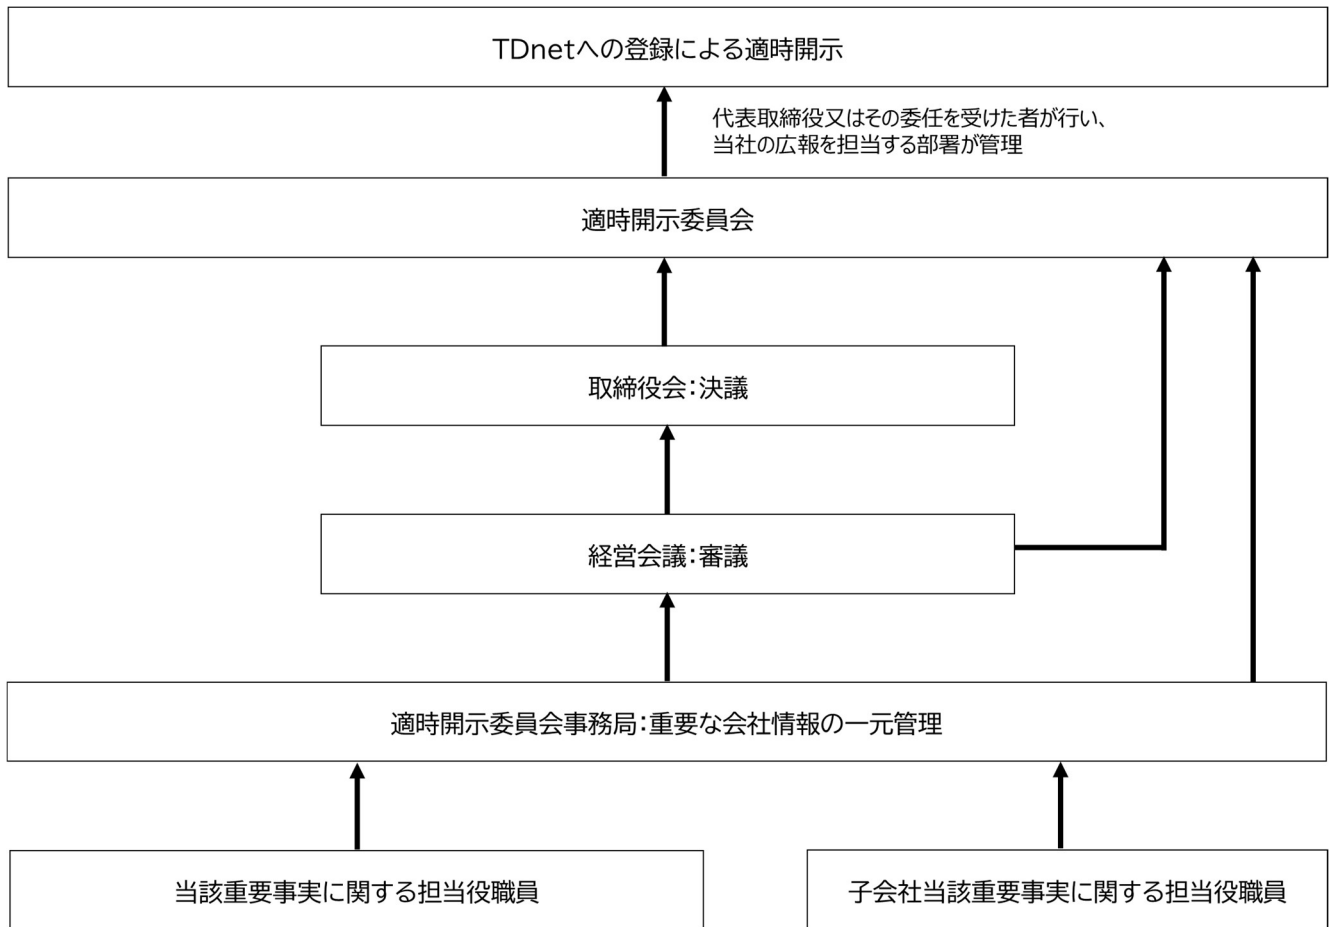 TDnetへの登録による適時開示
代表取締役又はその委任を受けた者が行い、
当社の広報を担当する部署が管理
適時開示委員会
取締役会：決議
経営会議：審議
適時開示委員会事務局：重要な会社情報の一元管理
当該重要事実に関する担当役職員
子会社当該重要事実に関する担当役職員